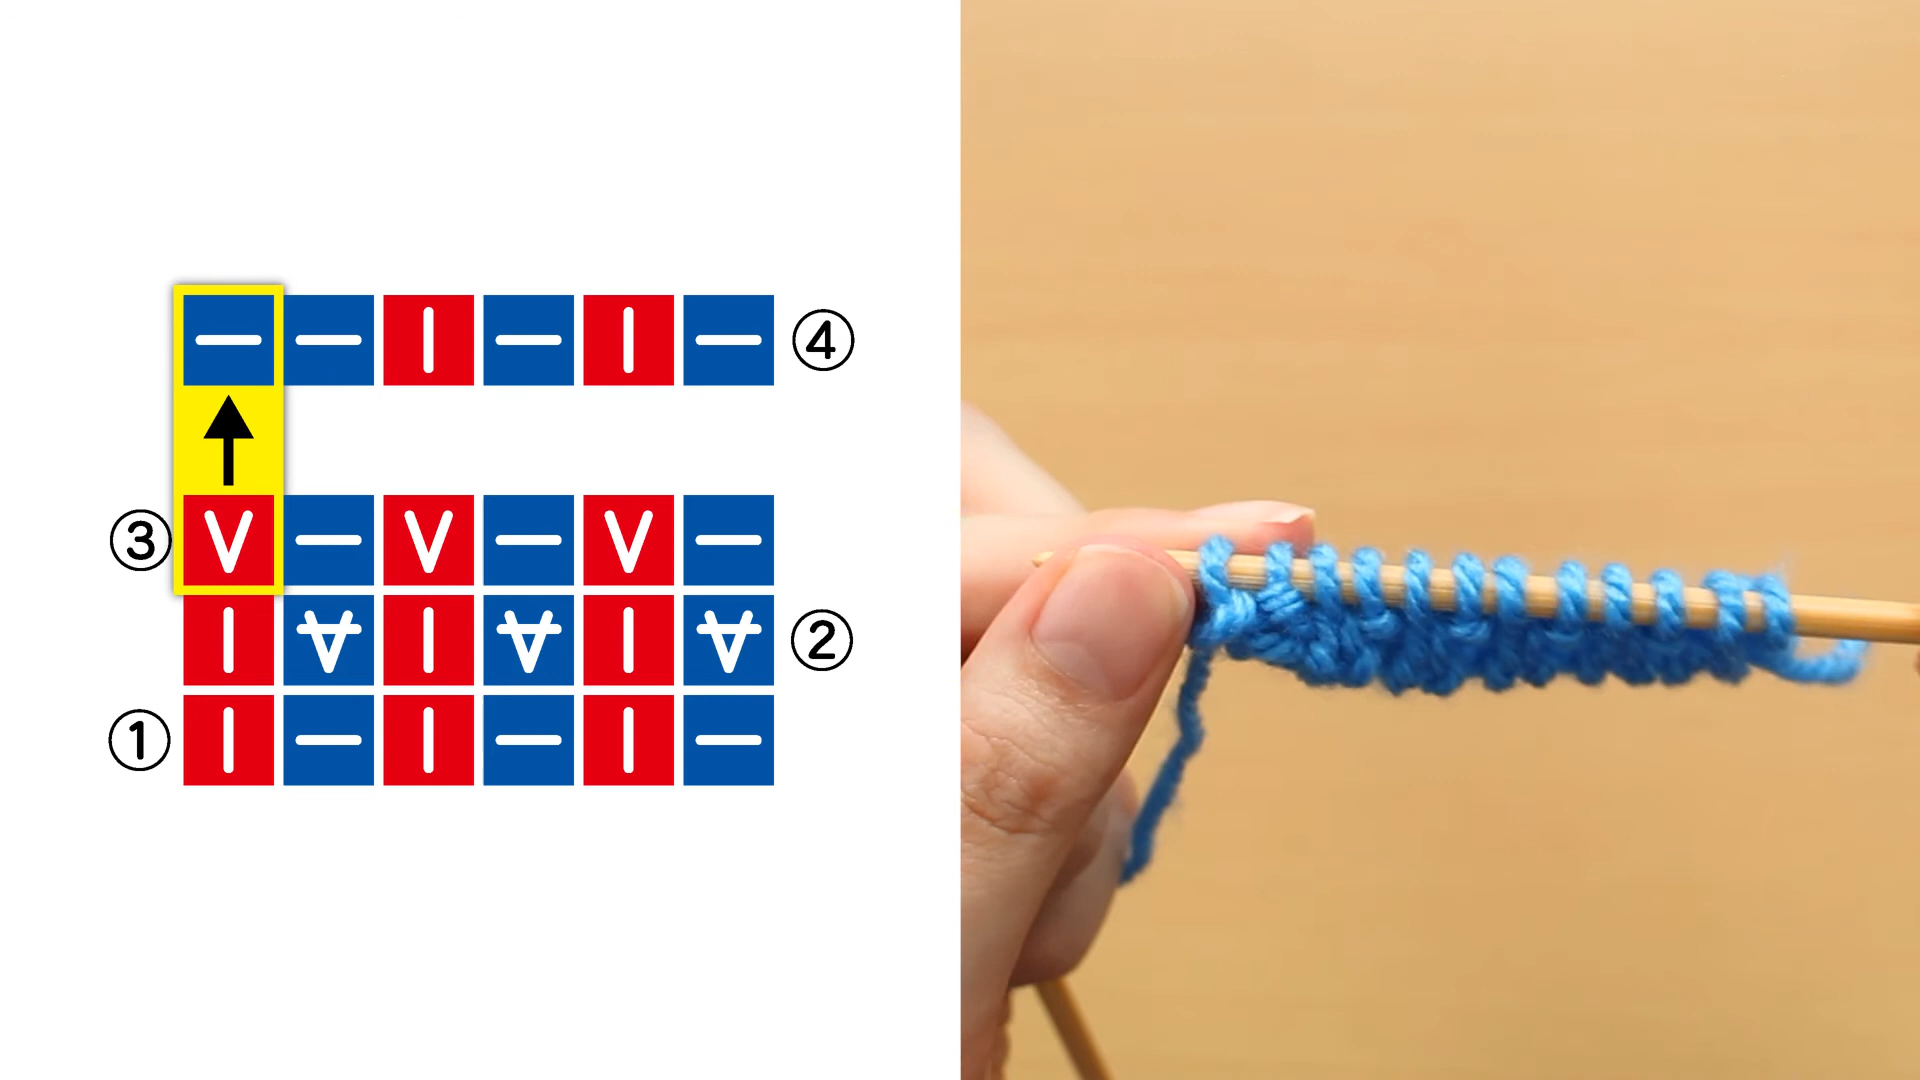 ④
③
②
①